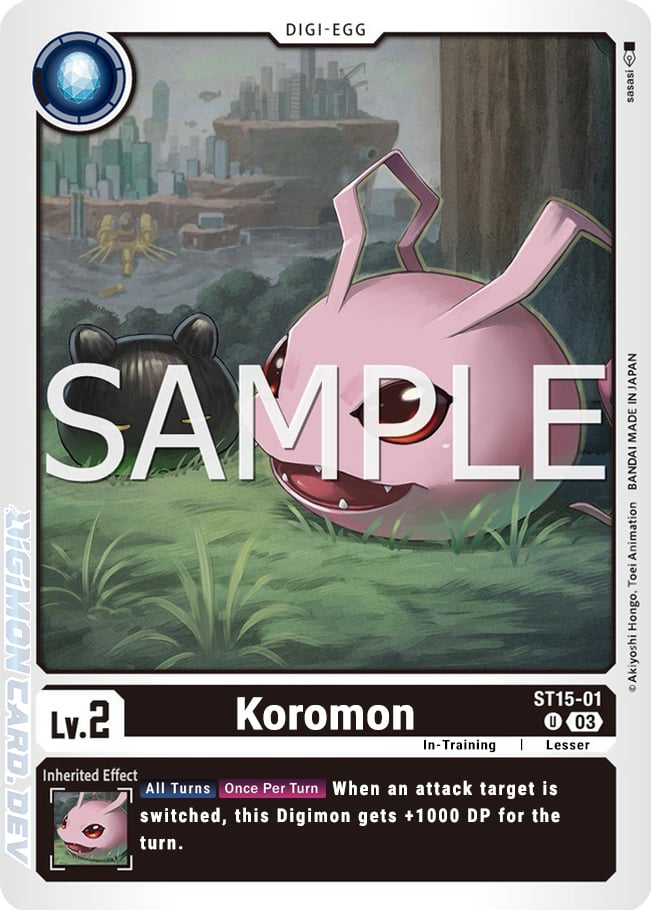 DIGI-EGG
sasasi
SAMPLE
© Akiyoshi Hongo, Toei Animation BANDAI MADE IN JAPAN
DIGIMONCARD.DEV
Lv.2
Koromon
ST15-01
U 03
In-Training | Lesser
Inherited Effect
All Turns Once Per Turn When an attack target is
switched, this Digimon gets +1000 DP for the
turn.